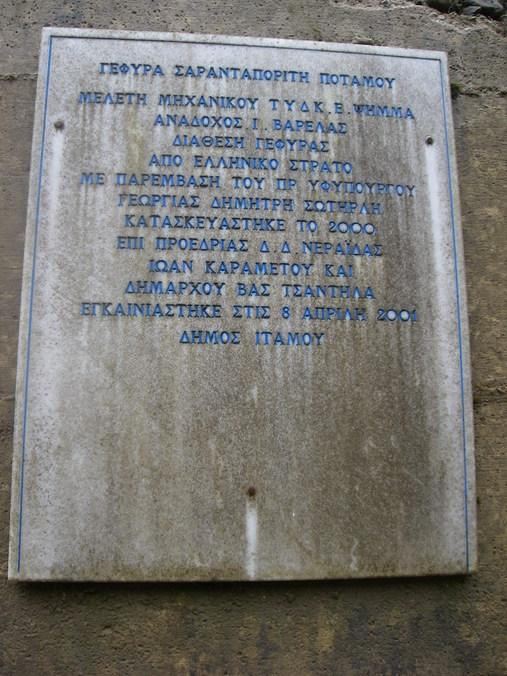 ΓΕΦΥΡΑ ΣΑΡΑΝΤΑΠΟΡΙΤΗ ΠΟΤΑΜΟΥ
ΜΕΛΕΤΗ ΜΗΧΑΝΙΚΟΥ Τ Υ Δ Κ . Ε . ΨΗΜΜΑ
ΑΝΑΔΟΧΟΣ Ι . ΒΑΡΕΛΑΣ
ΔΙΑΘΕΣΗ ΓΕΦΥΡΑΣ
ΑΠΟ ΕΛΛΗΝΙΚΟ ΣΤΡΑΤΟ
ΜΕ ΠΑΡΕΜΒΑΣΗ ΤΟΥ ΠΡ ΥΦΥΠΟΥΡΓΟΥ
ΓΕΩΡΓΙΑΣ ΔΗΜΗΤΡΗ ΣΩΤΗΡΛΗ
ΚΑΤΑΣΚΕΥΑΣΤΗΚΕ ΤΟ 2000
ΕΠΙ ΠΡΟΕΔΡΙΑΣ Δ . Δ . ΝΕΡΑΪΔΑΣ
ΙΩΑΝ ΚΑΡΑΜΕΤΟΥ ΚΑΙ
ΔΗΜΑΡΧΟΥ ΒΑΣ ΤΣΑΝΤΗΛΑ
ΕΓΚΑΙΝΙΑΣΤΗΚΕ ΣΤΙΣ 8 ΑΠΡΙΛΗ 2001
ΔΗΜΟΣ ΙΤΑΜΟΥ